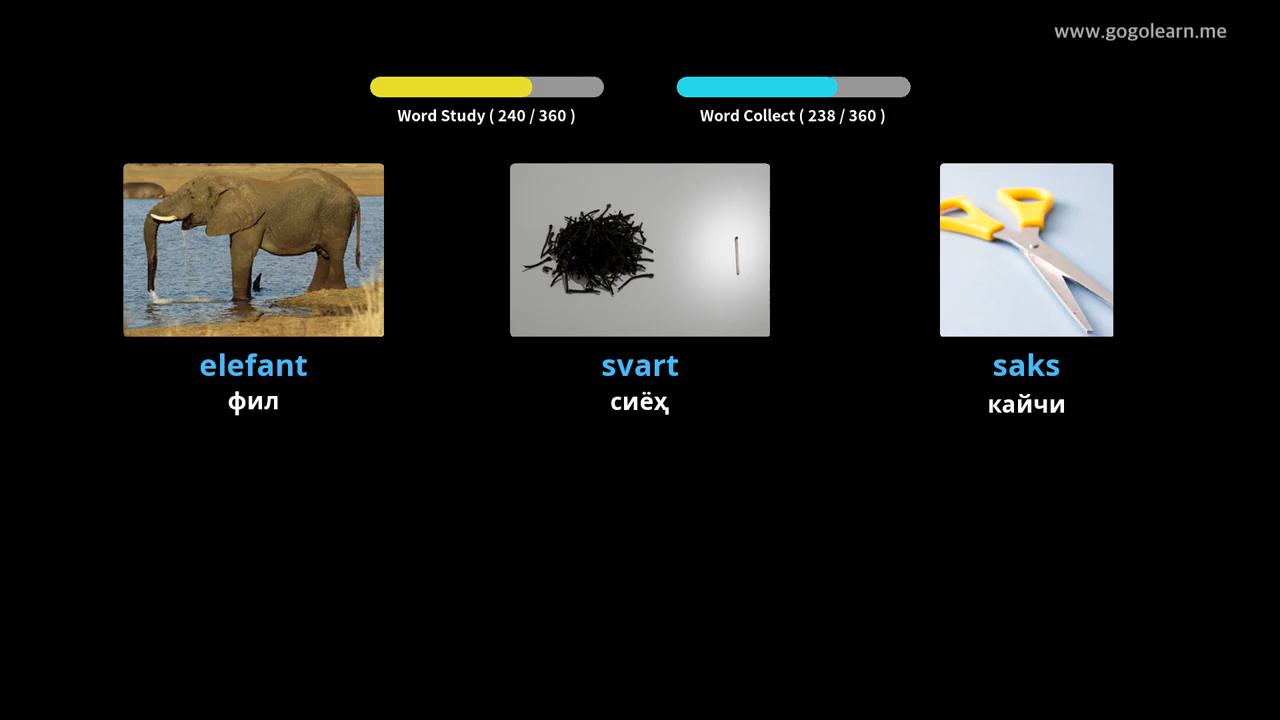 www.gogolearn.me
Word Study ( 240 / 360 )
Word Collect ( 238 / 360 )
elefant
фил
svart
сиёҳ
saks
кайчи